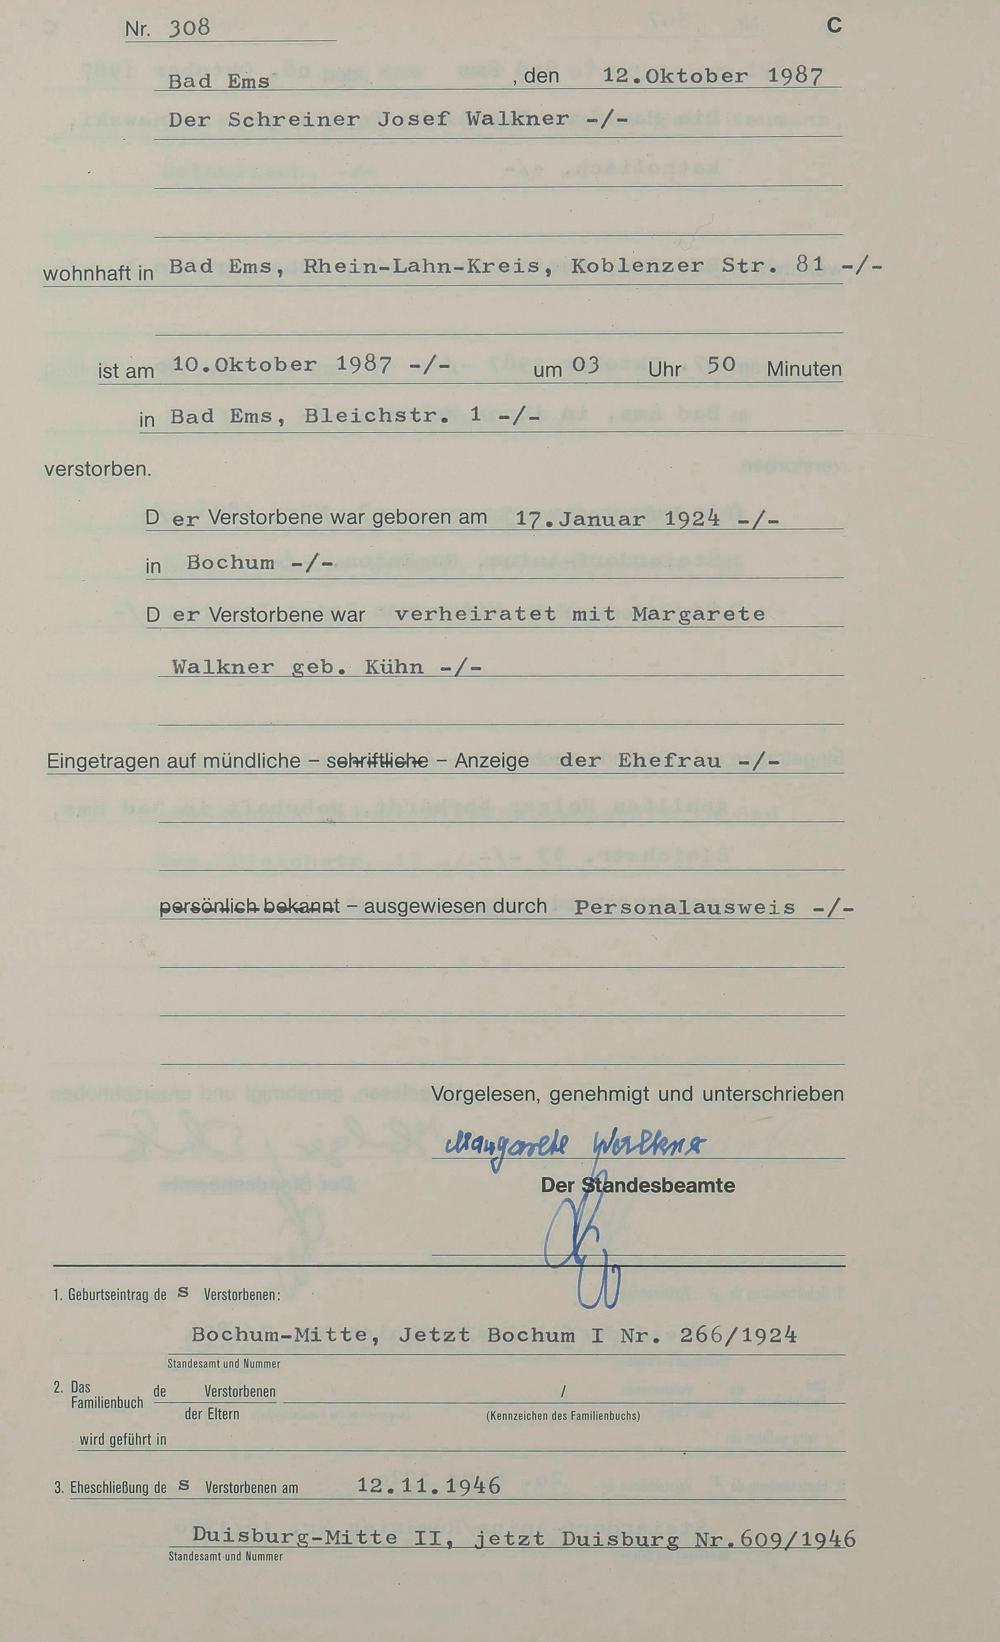 Nr. 308 C
Bad Ems , den 12.Oktober 1987
Der Schreiner Josef Walkner -/-
wohnhaft in Bad Ems, Rhein-Lahn-Kreis, Koblenzer Str. 81 -/-
ist am 10.Oktober 1987 -/- um 03 Uhr 50 Minuten
in Bad Ems, Bleichstr. 1 -/-
verstorben.
D er Verstorbene war geboren am 17.Januar 1924 -/-
in Bochum -/-
D er Verstorbene war verheiratet mit Margarete
Walkner geb. Kühn -/-
Eingetragen auf mündliche – schriftliche – Anzeige der Ehefrau -/-
persönlich bekannt – ausgewiesen durch Personalausweis -/-
Vorgelesen, genehmigt und unterschrieben
Margarete Walkner
Der Standesbeamte
1. Geburtseintrag de s Verstorbenen:
Bochum-Mitte, Jetzt Bochum I Nr. 266/1924
Standesamt und Nummer
2. Das Familienbuch de Verstorbenen /
der Eltern (Kennzeichen des Familienbuchs)
wird geführt in
3. Eheschließung de s Verstorbenen am 12.11.1946
Duisburg-Mitte II, jetzt Duisburg Nr.609/1946
Standesamt und Nummer